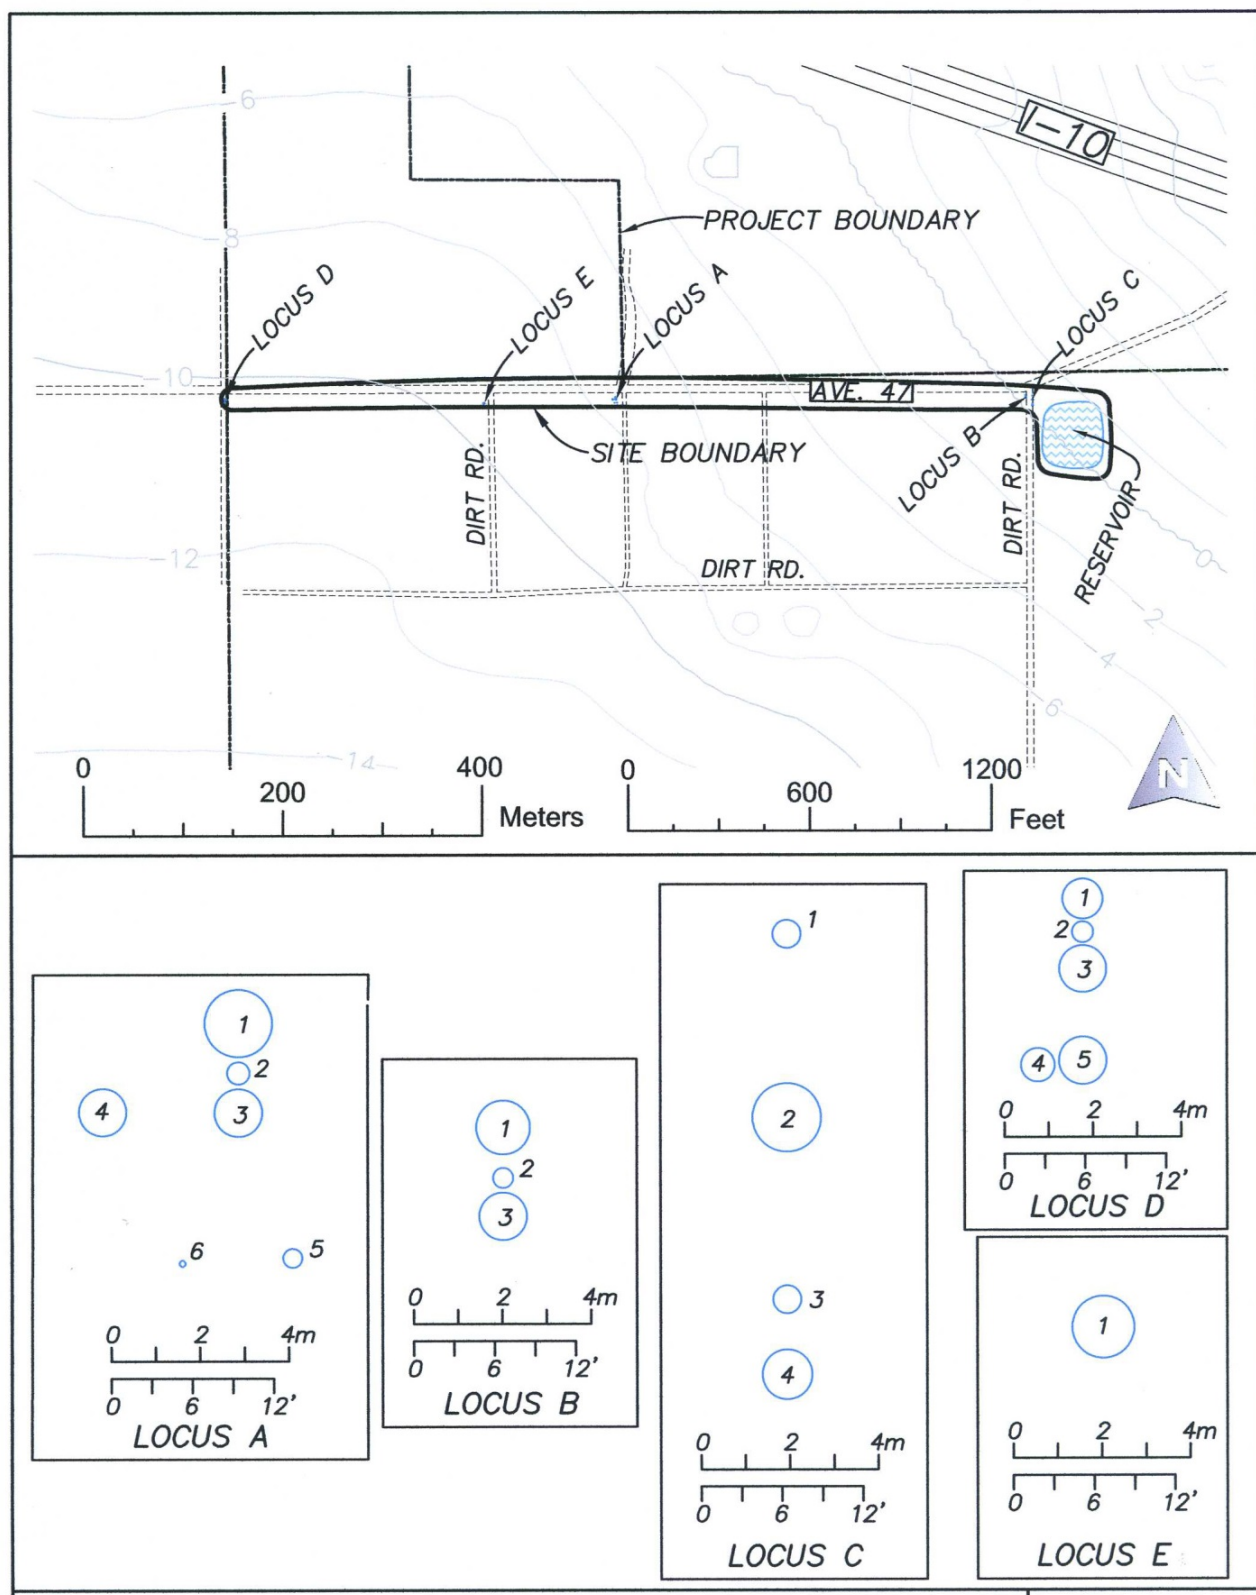 -6
I-10
PROJECT BOUNDARY
-8
LOCUS D
LOCUS E
LOCUS A
LOCUS C
-10
AVE. 47
SITE BOUNDARY
LOCUS B
DIRT RD.
DIRT RD.
RESERVOIR
-12
DIRT RD.
0
-2
-4
-6
-14
0 400 0 1200
200 Meters 600 Feet
N
1
2
3
4
6
5
0 2 4m
0 6 12'
LOCUS A
1
2
3
0 2 4m
0 6 12'
LOCUS B
1
2
3
4
0 2 4m
0 6 12'
LOCUS C
1
2
3
4 5
0 2 4m
0 6 12'
LOCUS D
1
0 2 4m
0 6 12'
LOCUS E